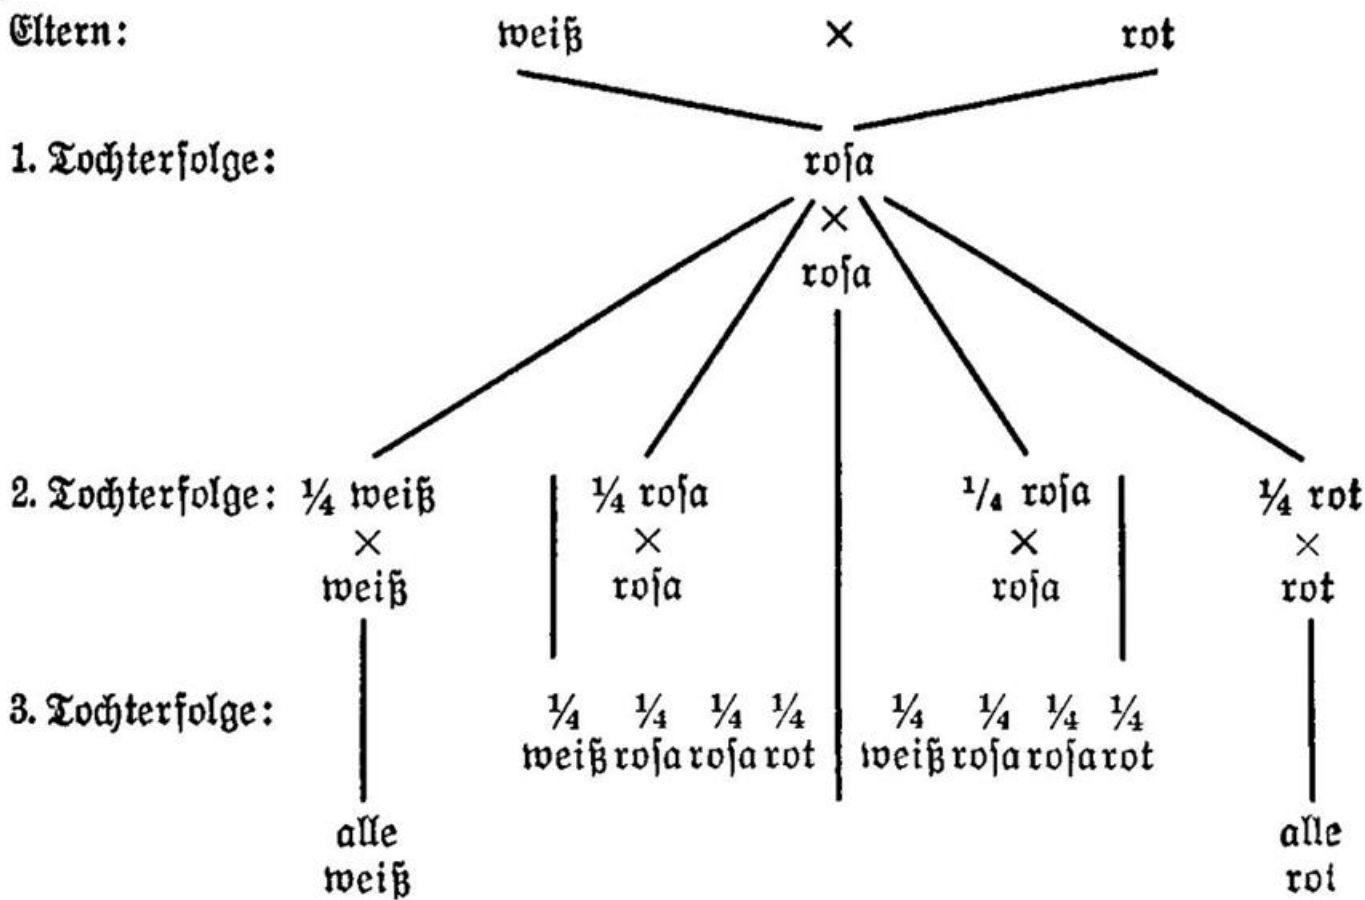 Eltern: weiß × rot
1. Tochterfolge: roſa
×
roſa
2. Tochterfolge: ¼ weiß ¼ roſa ¼ roſa ¼ rot
× × × ×
weiß roſa roſa rot
3. Tochterfolge: ¼ ¼ ¼ ¼ ¼ ¼ ¼ ¼
weiß roſa roſa rot weiß roſa roſa rot
alle alle
weiß rot